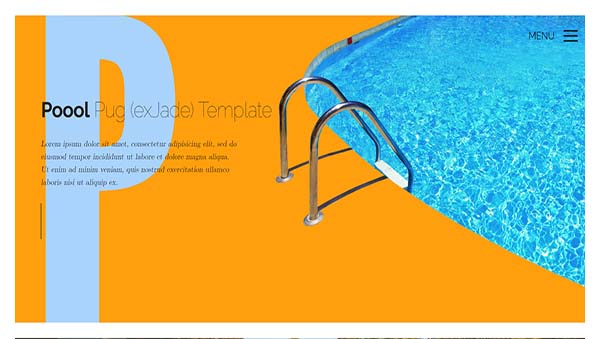 MENU
P
Poool Pug (exJade) Template
Lorem ipsum dolor sit amet, consectetur adipisicing elit, sed do
eiusmod tempor incididunt ut labore et dolore magna aliqua.
Ut enim ad minim veniam, quis nostrud exercitation ullamco
laboris nisi ut aliquip ex.